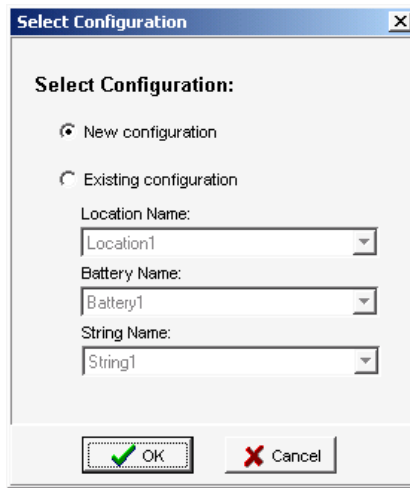 Select Configuration
Select Configuration:
New configuration
Existing configuration
Location Name:
Location1
Battery Name:
Battery1
String Name:
String1
OK
Cancel